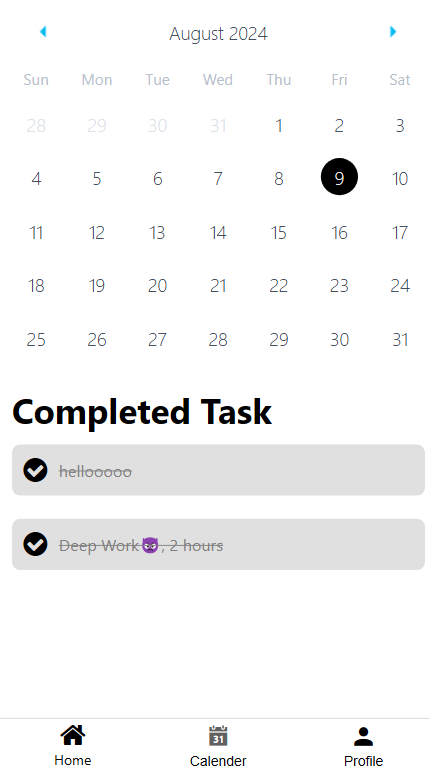 August 2024
Sun Mon Tue Wed Thu Fri Sat
28 29 30 31 1 2 3
4 5 6 7 8 9 10
11 12 13 14 15 16 17
18 19 20 21 22 23 24
25 26 27 28 29 30 31
Completed Task
hellooooo
Deep Work😈, 2 hours
31
Home Calender Profile